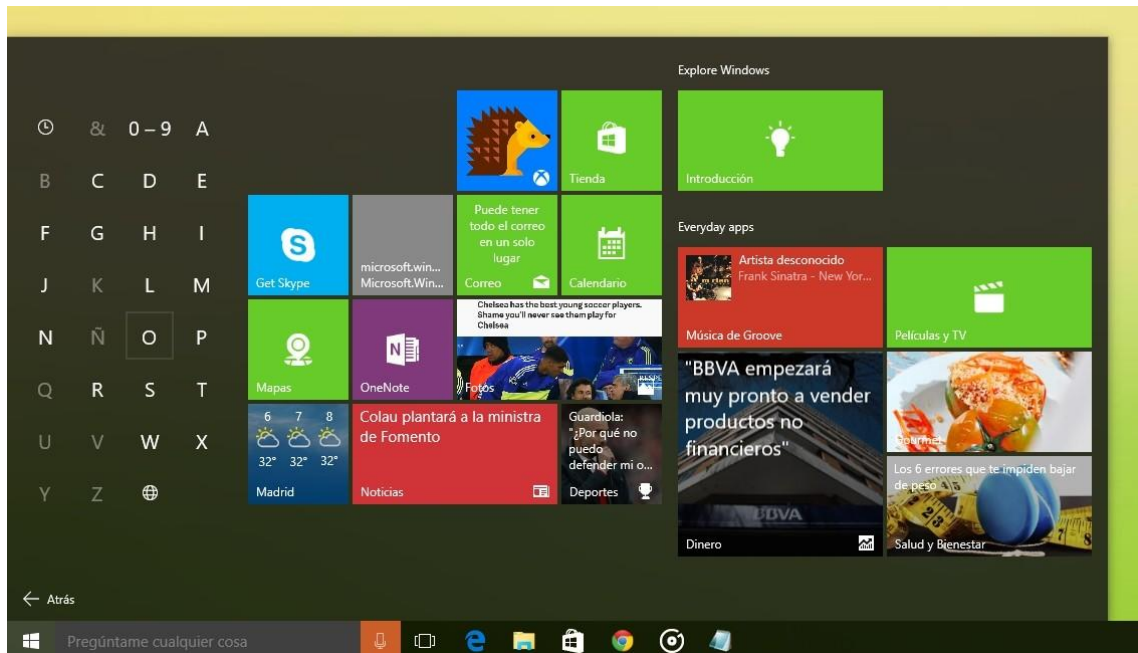 Explore Windows
& 0 – 9 A
B C D E
F G H I
J K L M
N Ñ O P
Q R S T
U V W X
Y Z
Tienda
Introducción
Get Skype
microsoft.win...
Microsoft.Win...
Puede tener
todo el correo
en un solo
lugar
Correo
Calendario
Mapas
N
OneNote
Chelsea has the best young soccer players.
Shame you'll never see them play for
Chelsea
Fotos
6 7 8
32° 32° 32°
Madrid
Colau plantará a la ministra
de Fomento
Noticias
Guardiola:
"¿Por qué no
puedo
defender mi o...
Deportes
Everyday apps
Artista desconocido
Frank Sinatra - New Yor...
Música de Groove
Películas y TV
"BBVA empezará
muy pronto a vender
productos no
financieros"
BBVA
Dinero
Gourmet
Los 6 errores que te impiden bajar
de peso
Salud y Bienestar
Atrás
Pregúntame cualquier cosa